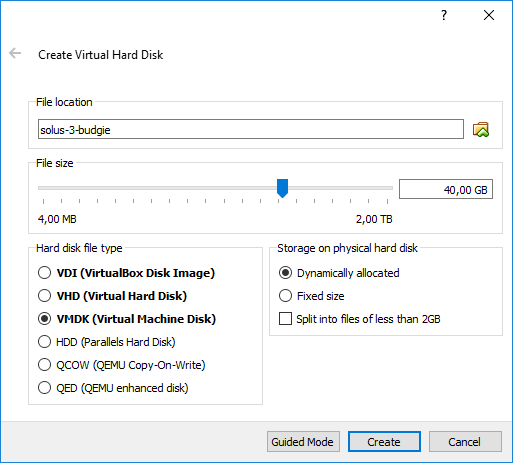 ?
Create Virtual Hard Disk
File location
solus-3-budgie
File size
40,00 GB
4,00 MB
2,00 TB
Hard disk file type
VDI (VirtualBox Disk Image)
VHD (Virtual Hard Disk)
VMDK (Virtual Machine Disk)
HDD (Parallels Hard Disk)
QCOW (QEMU Copy-On-Write)
QED (QEMU enhanced disk)
Storage on physical hard disk
Dynamically allocated
Fixed size
Split into files of less than 2GB
Guided Mode
Create
Cancel